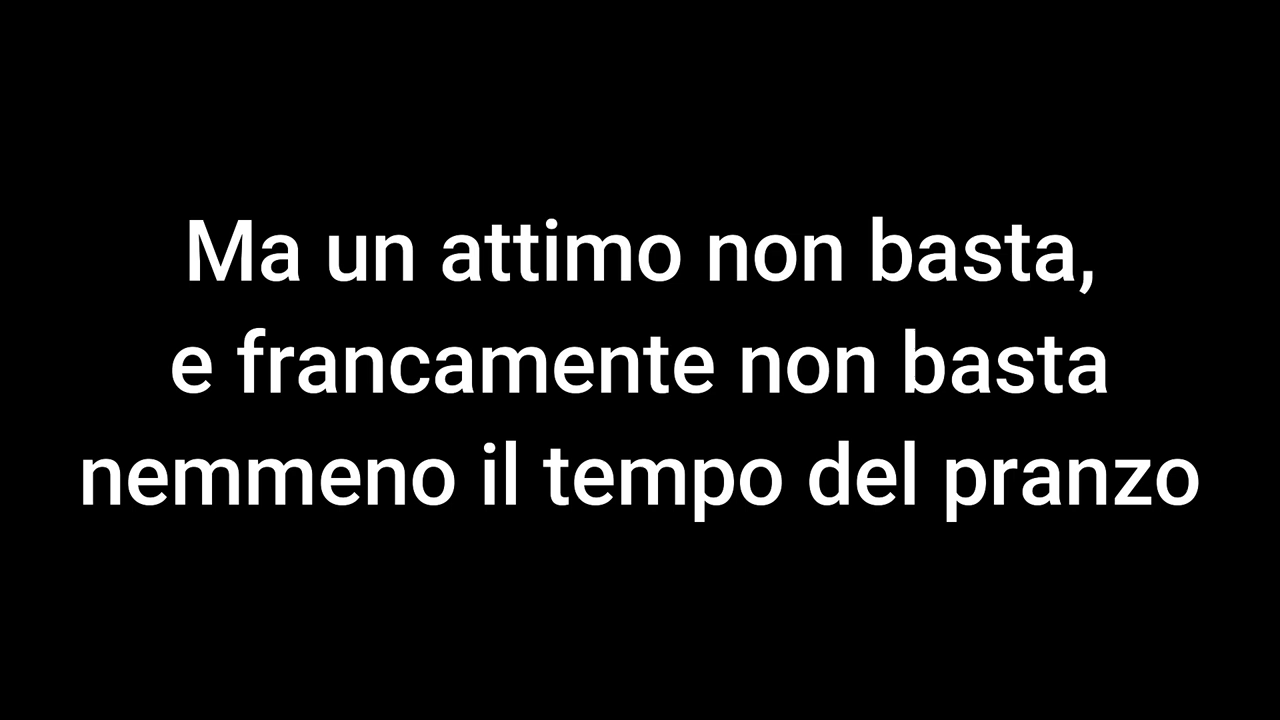 Ma un attimo non basta,
e francamente non basta
nemmeno il tempo del pranzo